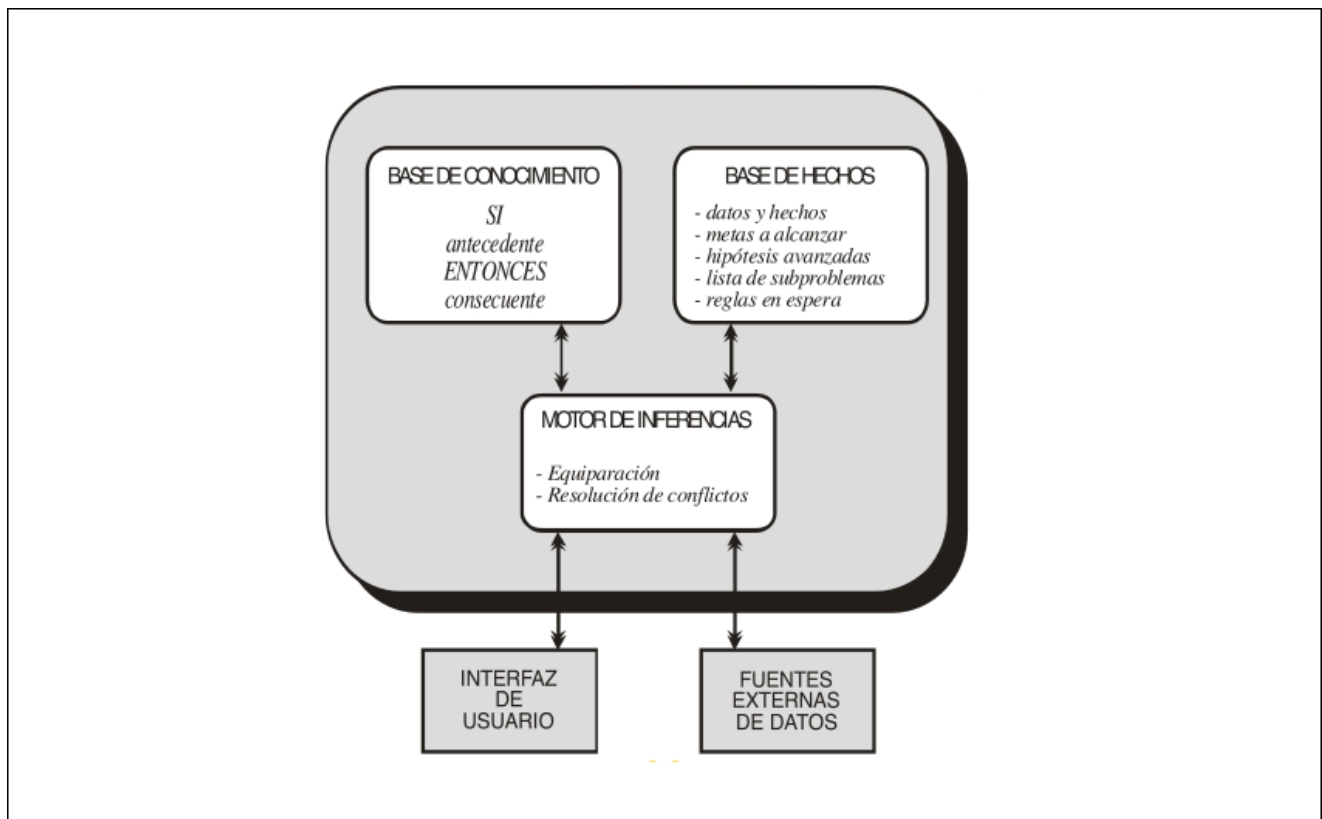 BASE DE CONOCIMIENTO
SI
antecedente
ENTONCES
consecuente
BASE DE HECHOS
- datos y hechos
- metas a alcanzar
- hipótesis avanzadas
- lista de subproblemas
- reglas en espera
MOTOR DE INFERENCIAS
- Equiparación
- Resolución de conflictos
INTERFAZ
DE
USUARIO
FUENTES
EXTERNAS
DE DATOS